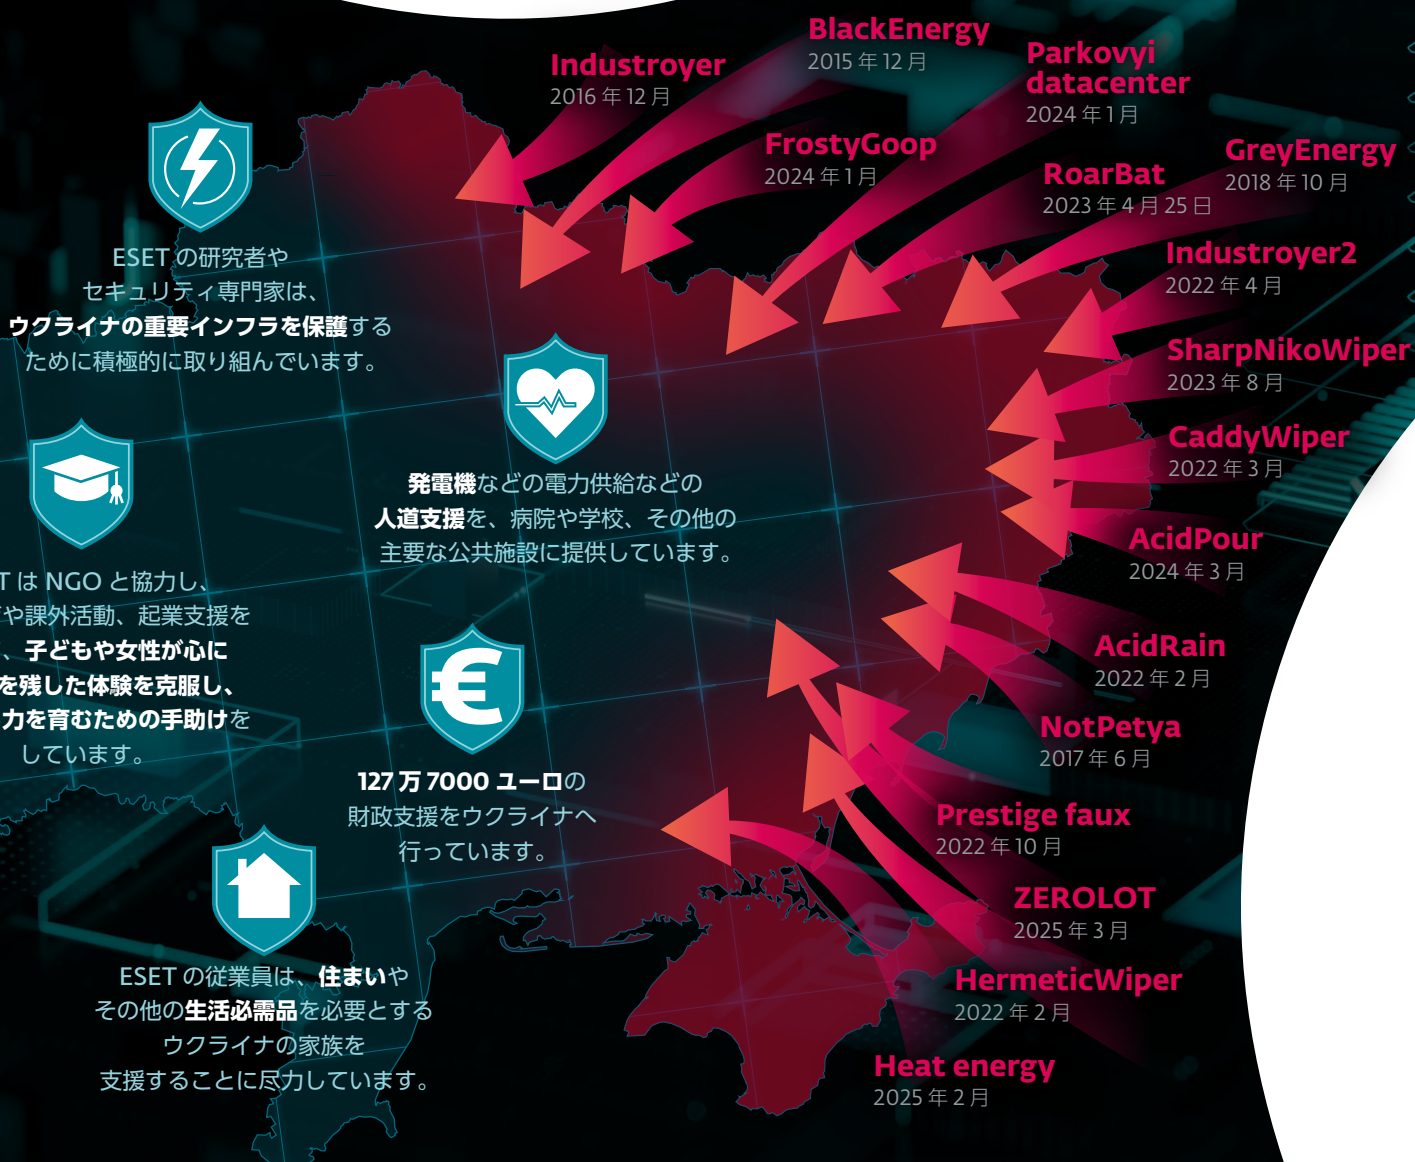 Industroyer
2016 年 12 月
BlackEnergy
2015 年 12 月
Parkovyi
datacenter
2024 年 1 月
FrostyGoop
2024 年 1 月
RoarBat
2023 年 4 月 25 日
GreyEnergy
2018 年 10 月
Industroyer2
2022 年 4 月
SharpNikoWiper
2023 年 8 月
CaddyWiper
2022 年 3 月
AcidPour
2024 年 3 月
AcidRain
2022 年 2 月
NotPetya
2017 年 6 月
Prestige faux
2022 年 10 月
ZEROLOT
2025 年 3 月
HermeticWiper
2022 年 2 月
Heat energy
2025 年 2 月
ESET の研究者や
セキュリティ専門家は、
ウクライナの重要インフラを保護する
ために積極的に取り組んでいます。
発電機などの電力供給などの
人道支援を、病院や学校、その他の
主要な公共施設に提供しています。
T は NGO と協力し、
や課外活動、起業支援を
、子どもや女性が心に
を残した体験を克服し、
力を育むための手助けを
しています。
€
127 万 7000 ユーロの
財政支援をウクライナへ
行っています。
ESET の従業員は、住まいや
その他の生活必需品を必要とする
ウクライナの家族を
支援することに尽力しています。